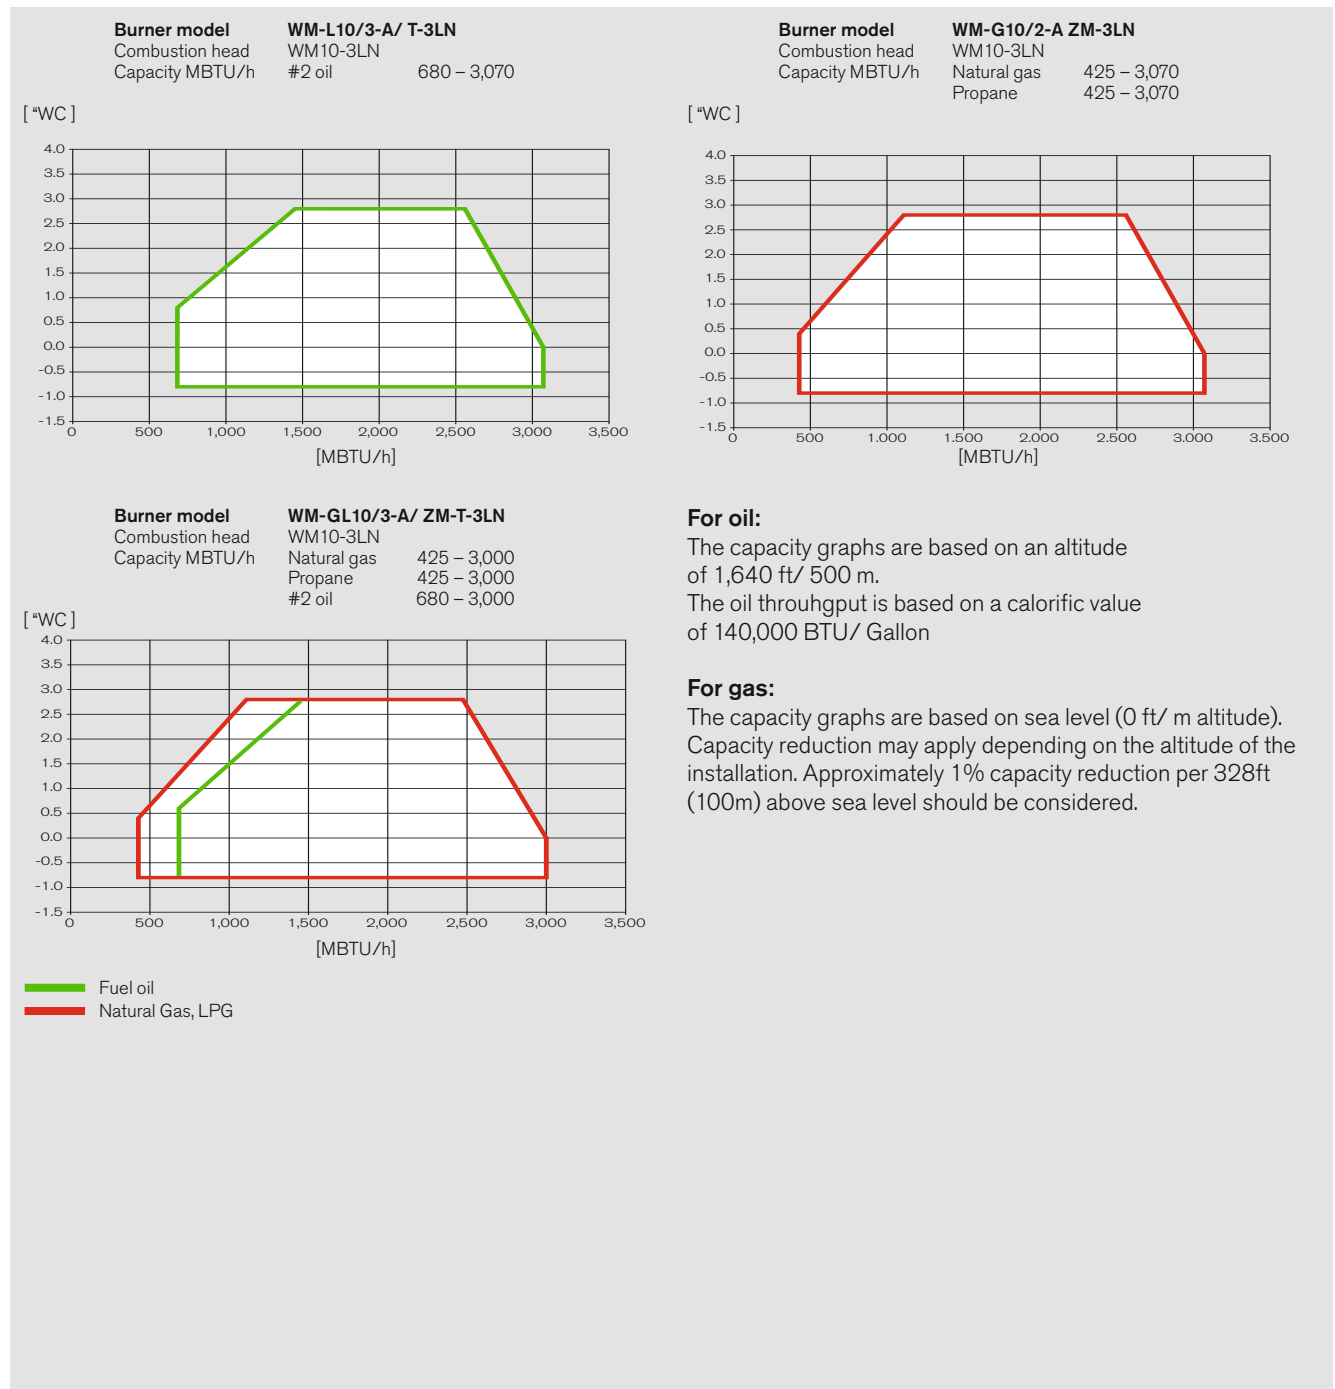 Burner model WM-L10/3-A/ T-3LN
Combustion head WM10-3LN
Capacity MBTU/h #2 oil 680 – 3,070
[ “WC ]
4.0
3.5
3.0
2.5
2.0
1.5
1.0
0.5
0.0
-0.5
-1.0
-1.5
0 500 1,000 1,500 2,000 2,500 3,000 3,500
[MBTU/h]
Burner model WM-G10/2-A ZM-3LN
Combustion head WM10-3LN
Capacity MBTU/h Natural gas 425 – 3,070
Propane 425 – 3,070
[ “WC ]
4.0
3.5
3.0
2.5
2.0
1.5
1.0
0.5
0.0
-0.5
-1.0
-1.5
0 500 1.000 1.500 2.000 2.500 3.000 3.500
[MBTU/h]
Burner model WM-GL10/3-A/ ZM-T-3LN
Combustion head WM10-3LN
Capacity MBTU/h Natural gas 425 – 3,000
Propane 425 – 3,000
#2 oil 680 – 3,000
[ “WC ]
4.0
3.5
3.0
2.5
2.0
1.5
1.0
0.5
0.0
-0.5
-1.0
-1.5
0 500 1,000 1,500 2,000 2,500 3,000 3,500
[MBTU/h]
Fuel oil
Natural Gas, LPG
For oil:
The capacity graphs are based on an altitude
of 1,640 ft/ 500 m.
The oil throuhgput is based on a calorific value
of 140,000 BTU/ Gallon
For gas:
The capacity graphs are based on sea level (0 ft/ m altitude).
Capacity reduction may apply depending on the altitude of the
installation. Approximately 1% capacity reduction per 328ft
(100m) above sea level should be considered.